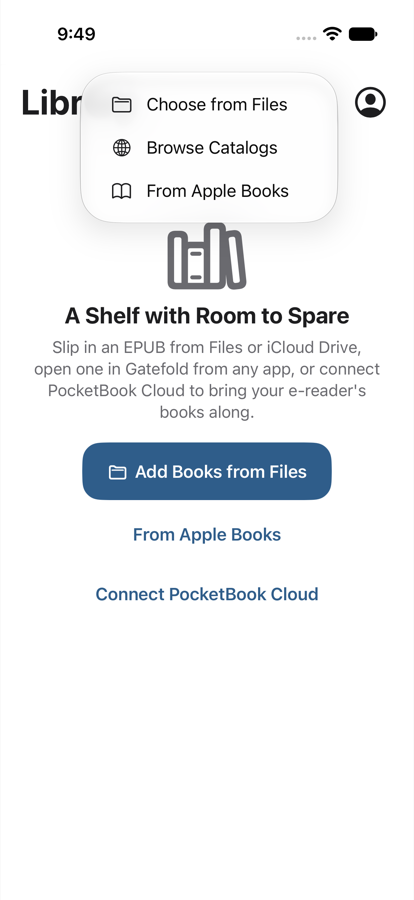 9:49
Libr
Choose from Files
Browse Catalogs
From Apple Books
A Shelf with Room to Spare
Slip in an EPUB from Files or iCloud Drive,
open one in Gatefold from any app, or connect
PocketBook Cloud to bring your e-reader's
books along.
Add Books from Files
From Apple Books
Connect PocketBook Cloud